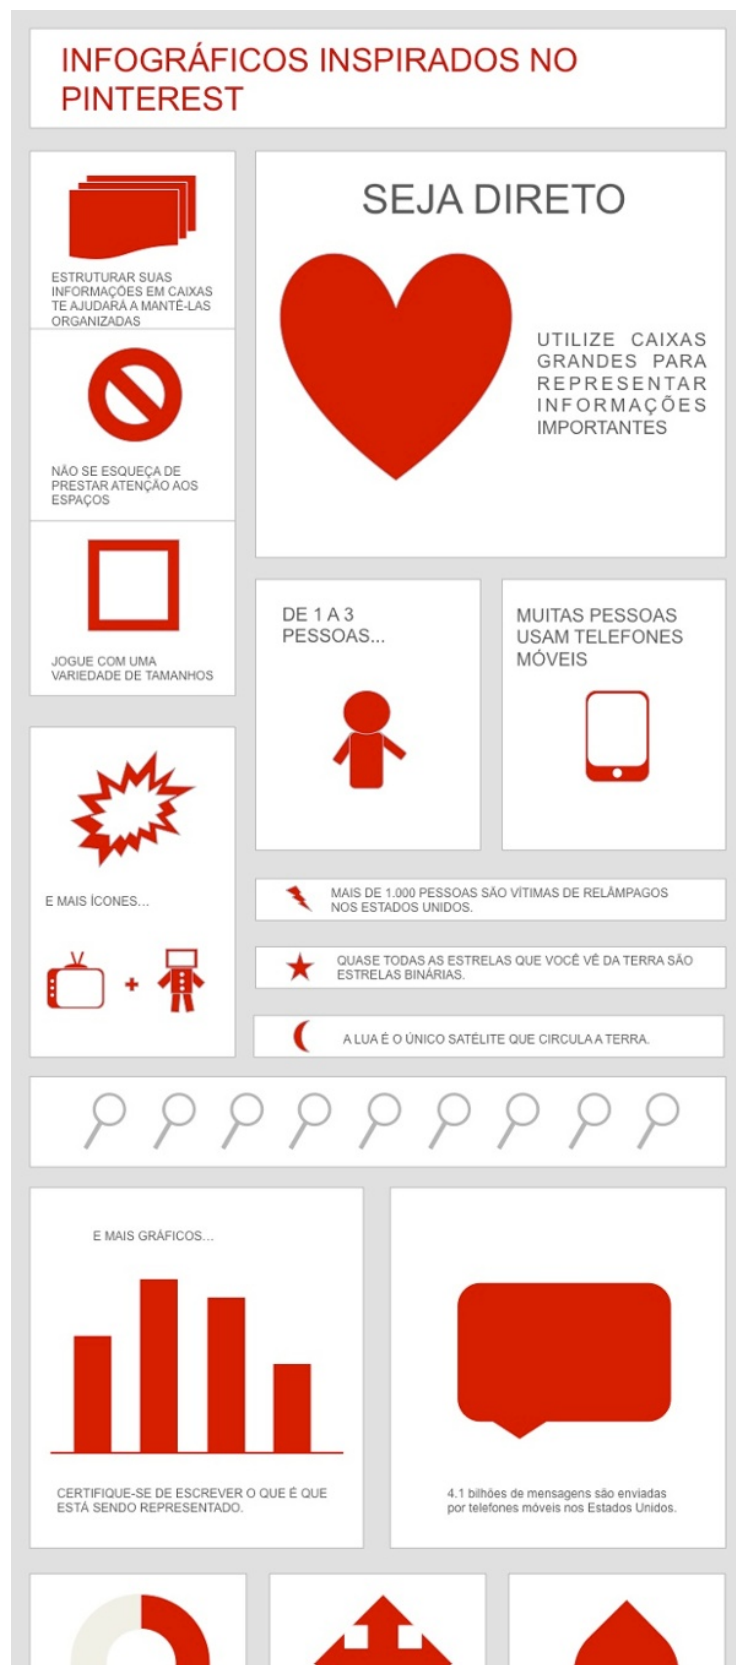 INFOGRÁFICOS INSPIRADOS NO
PINTEREST
ESTRUTURAR SUAS
INFORMAÇÕES EM CAIXAS
TE AJUDARÁ A MANTÊ-LAS
ORGANIZADAS
NÃO SE ESQUEÇA DE
PRESTAR ATENÇÃO AOS
ESPAÇOS
JOGUE COM UMA
VARIEDADE DE TAMANHOS
SEJA DIRETO
UTILIZE CAIXAS
GRANDES PARA
REPRESENTAR
INFORMAÇÕES
IMPORTANTES
DE 1 A 3
PESSOAS...
MUITAS PESSOAS
USAM TELEFONES
MÓVEIS
E MAIS ÍCONES...
MAIS DE 1.000 PESSOAS SÃO VÍTIMAS DE RELÂMPAGOS
NOS ESTADOS UNIDOS.
QUASE TODAS AS ESTRELAS QUE VOCÊ VÊ DA TERRA SÃO
ESTRELAS BINÁRIAS.
A LUA É O ÚNICO SATÉLITE QUE CIRCULA A TERRA.
E MAIS GRÁFICOS...
CERTIFIQUE-SE DE ESCREVER O QUE É QUE
ESTÁ SENDO REPRESENTADO.
4.1 bilhões de mensagens são enviadas
por telefones móveis nos Estados Unidos.